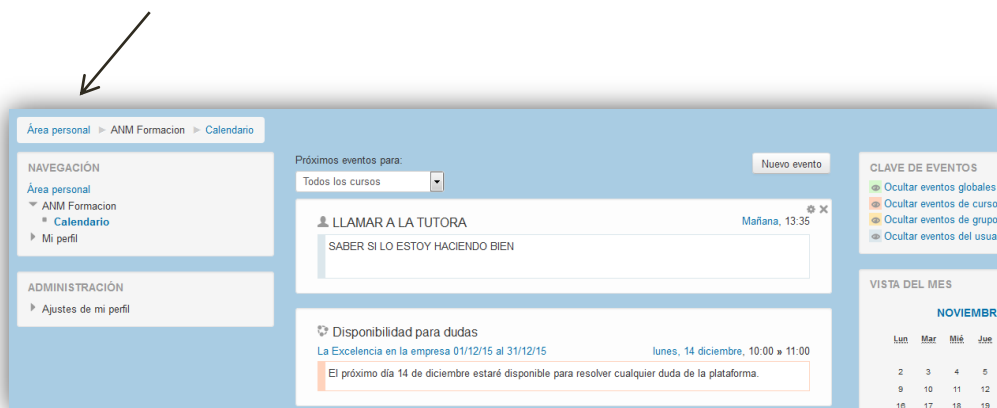 Área personal ANM Formacion Calendario
NAVEGACIÓN
Área personal
ANM Formacion
Calendario
Mi perfil
ADMINISTRACIÓN
Ajustes de mi perfil
Próximos eventos para:
Todos los cursos
Nuevo evento
LLAMAR A LA TUTORA
Mañana, 13:35
SABER SI LO ESTOY HACIENDO BIEN
Disponibilidad para dudas
La Excelencia en la empresa 01/12/15 al 31/12/15
lunes, 14 diciembre, 10:00 » 11:00
El próximo día 14 de diciembre estaré disponible para resolver cualquier duda de la plataforma.
CLAVE DE EVENTOS
Ocultar eventos globales
Ocultar eventos de curso
Ocultar eventos de grupo
Ocultar eventos del usua
VISTA DEL MES
NOVIEMBR
Lun Mar Mié Jue
2 3 4 5
9 10 11 12
16 17 18 19